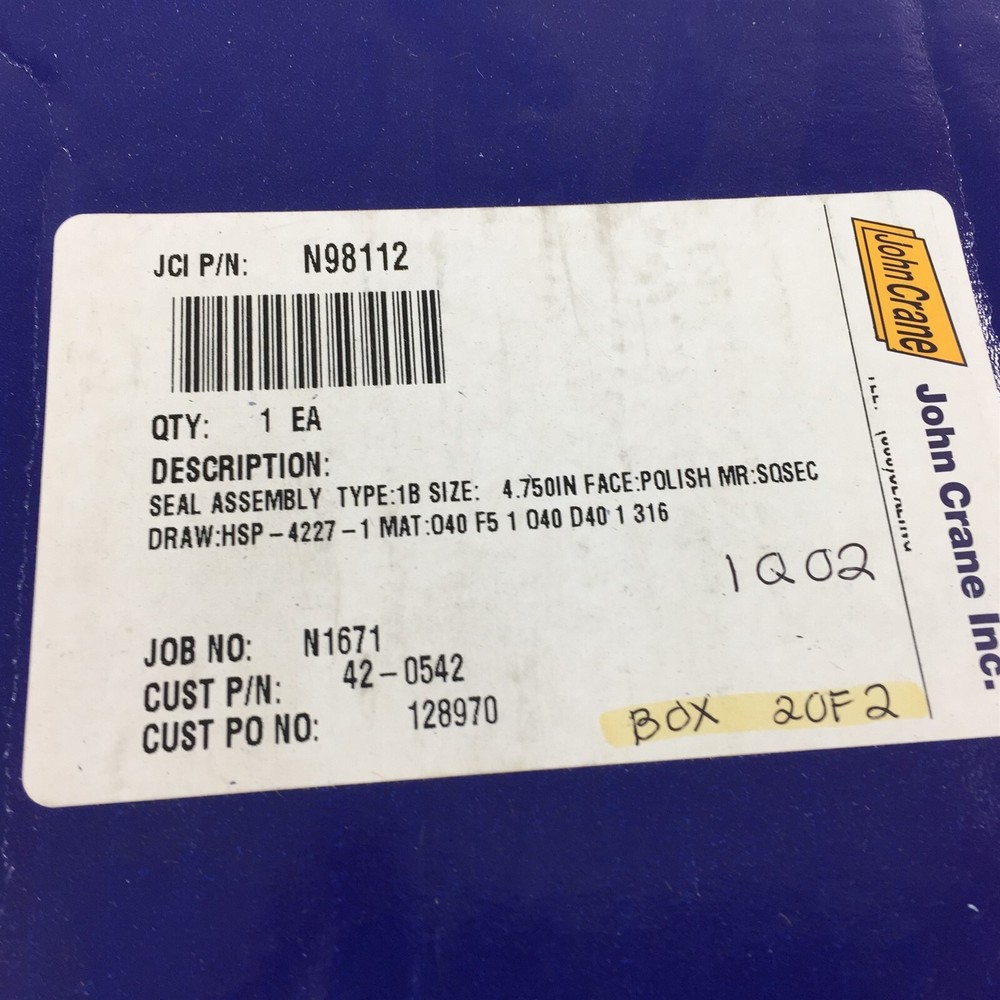 JCI P/N: N98112
QTY: 1 EA
DESCRIPTION:
SEAL ASSEMBLY TYPE:1B SIZE: 4.750IN FACE:POLISH MR:SQSEC
DRAW:HSP-4227-1 MAT:O40 F5 1 O40 D40 1 316
1Q02
JOB NO: N1671
CUST P/N: 42-0542
CUST PO NO: 128970
BOX 2OF2
John Crane
John Crane Inc.